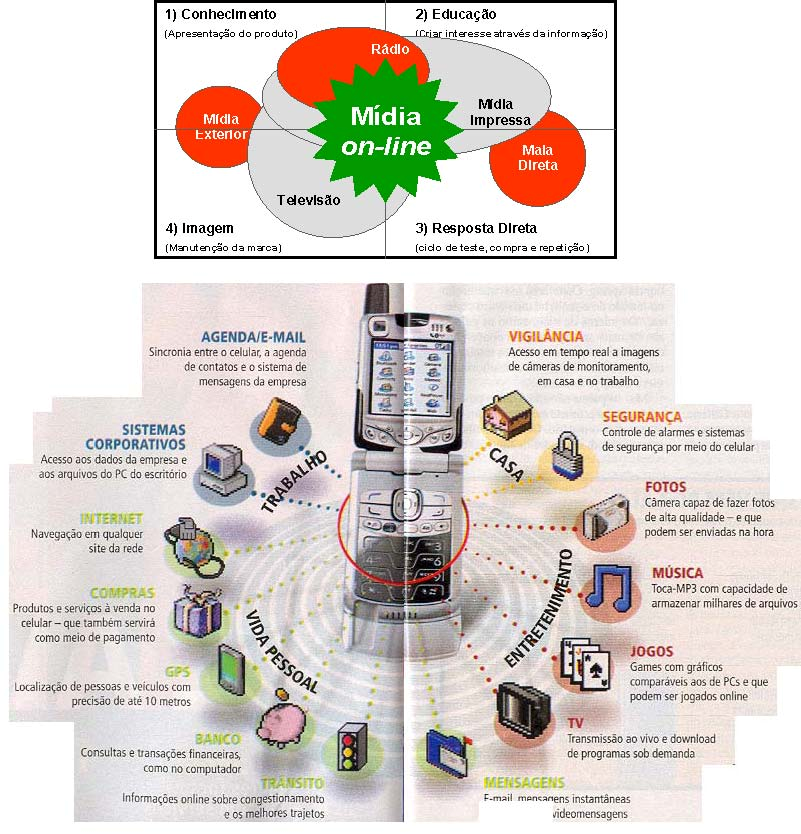 1) Conhecimento
(Apresentação do produto)
2) Educação
(Criar interesse através da informação)
Rádio
Mídia
Impressa
Mídia
on-line
Mídia
Exterior
Mala
Direta
Televisão
4) Imagem
(Manutenção da marca)
3) Resposta Direta
(ciclo de teste, compra e repetição)
AGENDA/E-MAIL
Sincronia entre o celular, a agenda
de contatos e o sistema de
mensagens da empresa
SISTEMAS
CORPORATIVOS
Acesso aos dados da empresa e
aos arquivos do PC do escritório
TRABALHO
INTERNET
Navegação em qualquer
site da rede
COMPRAS
Produtos e serviços à venda no
celular – que também servirá
como meio de pagamento
GPS
Localização de pessoas e veículos com
precisão de até 10 metros
BANCO
Consultas e transações financeiras,
como no computador
TRÂNSITO
Informações online sobre congestionamento
e os melhores trajetos
VIDA PESSOAL
VIGILÂNCIA
Acesso em tempo real a imagens
de câmeras de monitoramento,
em casa e no trabalho
SEGURANÇA
Controle de alarmes e sistemas
de segurança por meio do celular
CASA
FOTOS
Câmera capaz de fazer fotos
de alta qualidade – e que
podem ser enviadas na hora
MÚSICA
Toca-MP3 com capacidade de
armazenar milhares de arquivos
JOGOS
Games com gráficos
comparáveis aos de PCs e que
podem ser jogados online
TV
Transmissão ao vivo e download
de programas sob demanda
ENTRETENIMENTO
MENSAGENS
E-mail, mensagens instantâneas
videomensagens